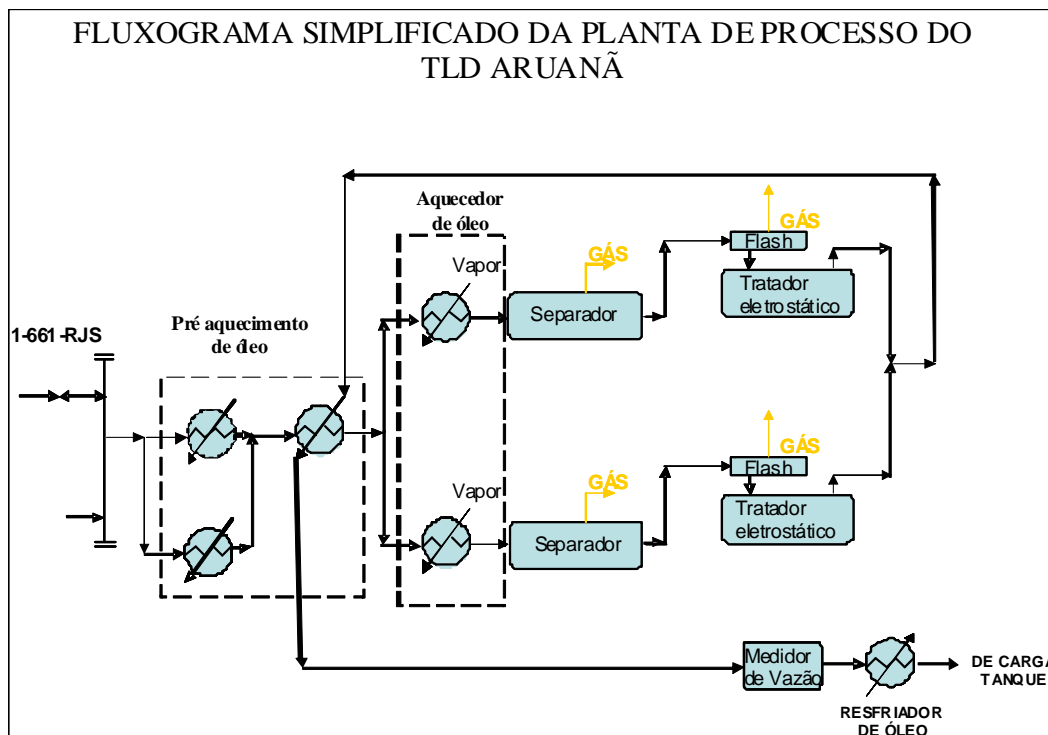 FLUXOGRAMA SIMPLIFICADO DA PLANTA DE PROCESSO DO
TLD ARUANÃ
Aquecedor
de óleo
GÁS
Flash
Vapor
GÁS
Tratador
eletrostático
Separador
1-661-RJS
Pré aquecimento
de óleo
GÁS
Flash
Vapor
GÁS
Tratador
eletrostático
Separador
Medidor
de Vazão
DE CARGA
TANQUE
RESFRIADOR
DE ÓLEO